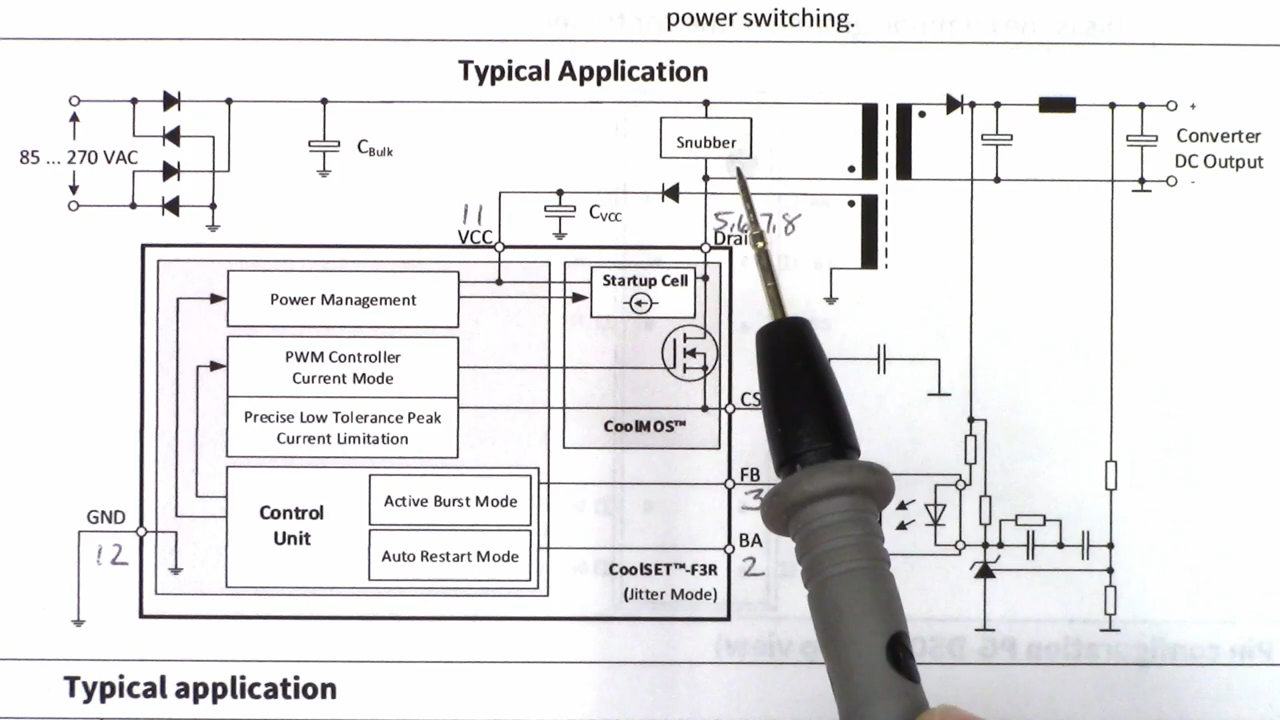 power switching.
Typical Application
85 ... 270 VAC
CBulk
Snubber
+
Converter
DC Output
-
CVCC
11
VCC
5,6,7,8
Drai
Power Management
Startup Cell
PWM Controller
Current Mode
Precise Low Tolerance Peak
Current Limitation
CoolMOS™
CS
FB
3
Control
Unit
Active Burst Mode
Auto Restart Mode
GND
12
BA
2
CoolSET™-F3R
(Jitter Mode)
Typical application